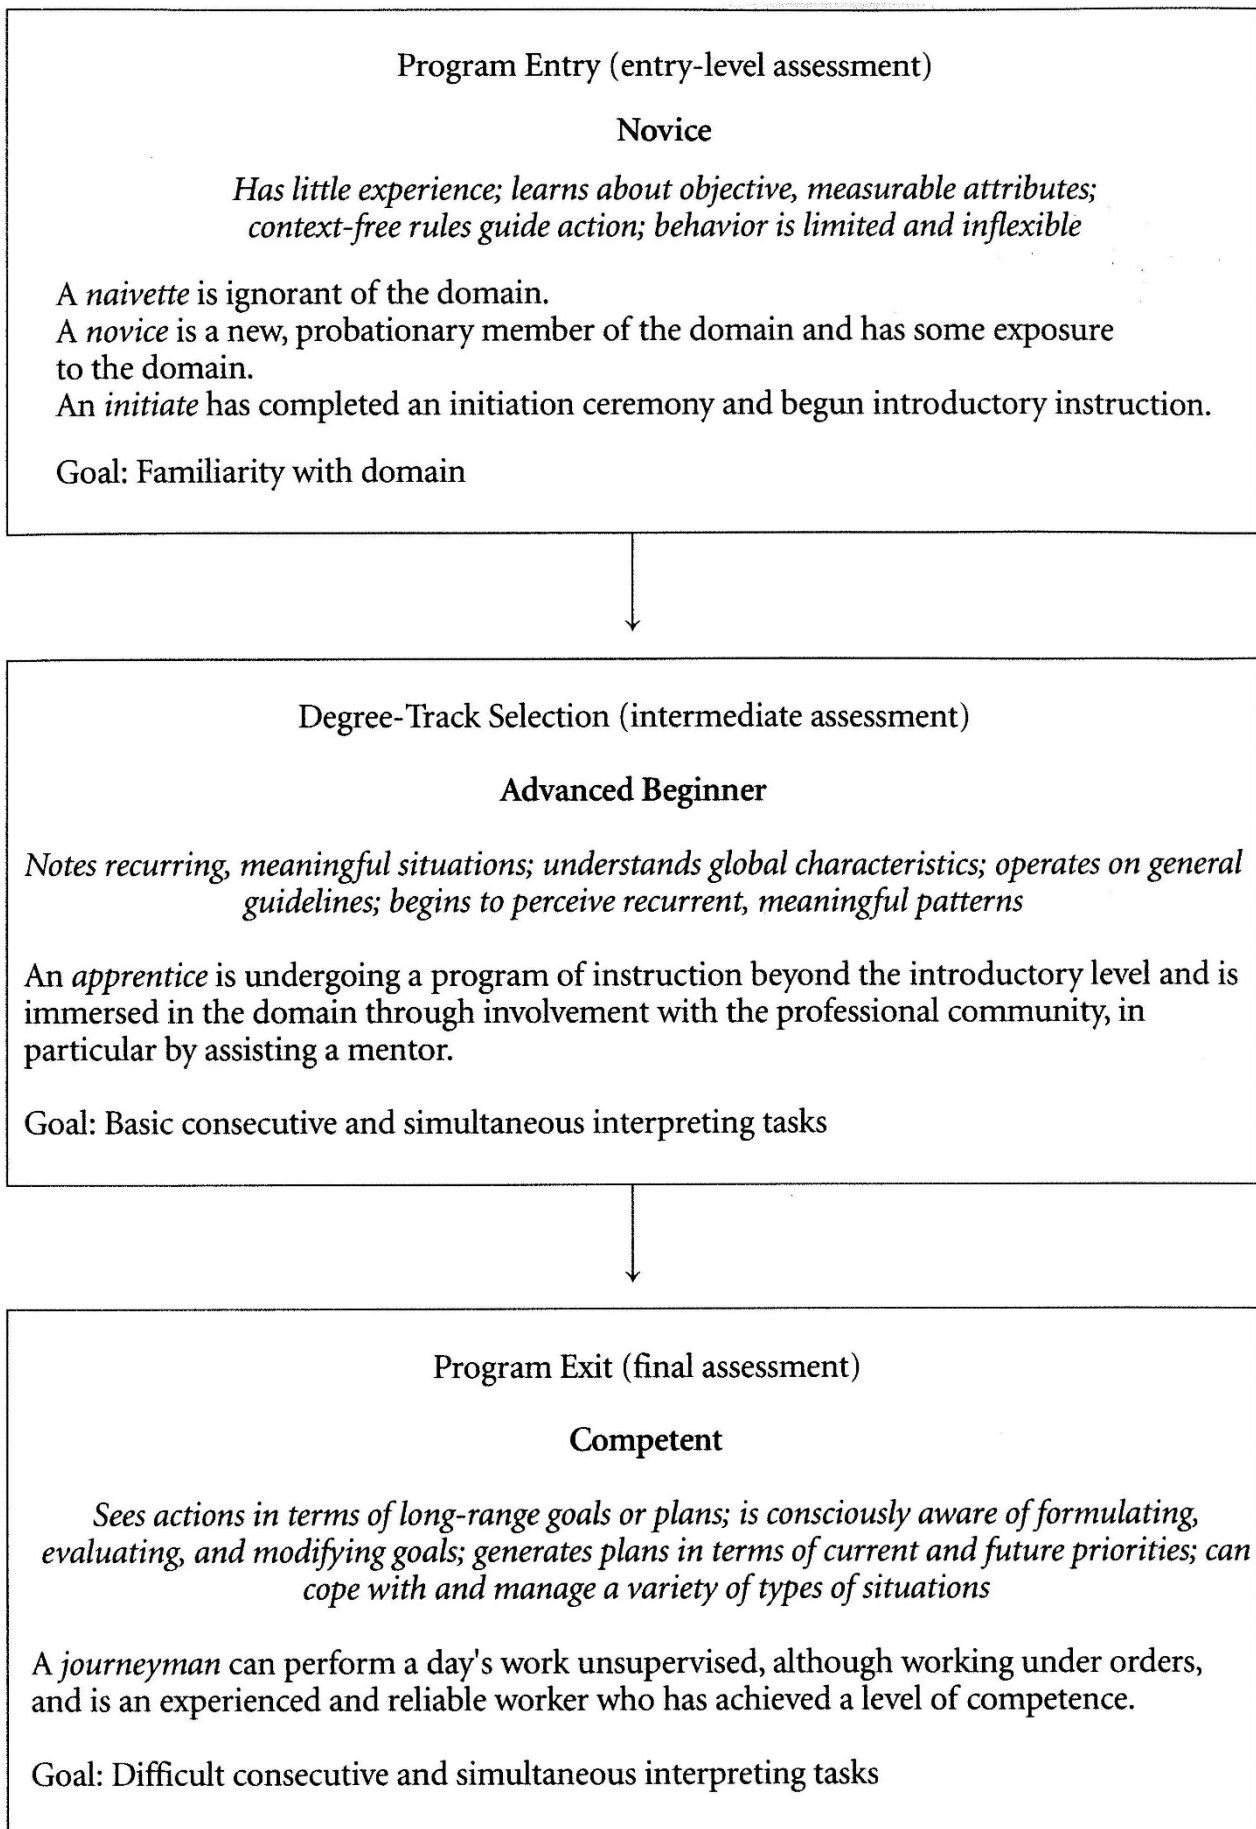 Program Entry (entry-level assessment)
Novice
Has little experience; learns about objective, measurable attributes;
context-free rules guide action; behavior is limited and inflexible
A naivette is ignorant of the domain.
A novice is a new, probationary member of the domain and has some exposure
to the domain.
An initiate has completed an initiation ceremony and begun introductory instruction.
Goal: Familiarity with domain
Degree-Track Selection (intermediate assessment)
Advanced Beginner
Notes recurring, meaningful situations; understands global characteristics; operates on general
guidelines; begins to perceive recurrent, meaningful patterns
An apprentice is undergoing a program of instruction beyond the introductory level and is
immersed in the domain through involvement with the professional community, in
particular by assisting a mentor.
Goal: Basic consecutive and simultaneous interpreting tasks
Program Exit (final assessment)
Competent
Sees actions in terms of long-range goals or plans; is consciously aware of formulating,
evaluating, and modifying goals; generates plans in terms of current and future priorities; can
cope with and manage a variety of types of situations
A journeyman can perform a day's work unsupervised, although working under orders,
and is an experienced and reliable worker who has achieved a level of competence.
Goal: Difficult consecutive and simultaneous interpreting tasks